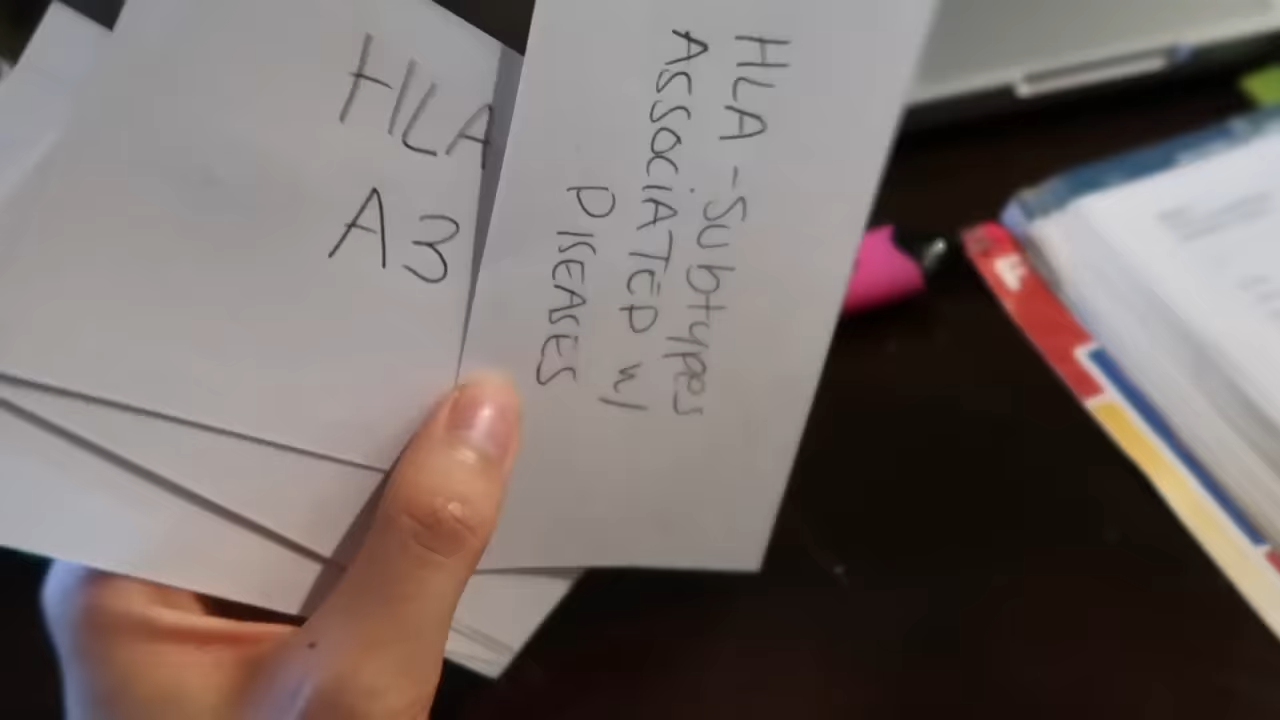 HLA
A3
HLA-Subtypes
ASSOCIATED w/
DISEASES